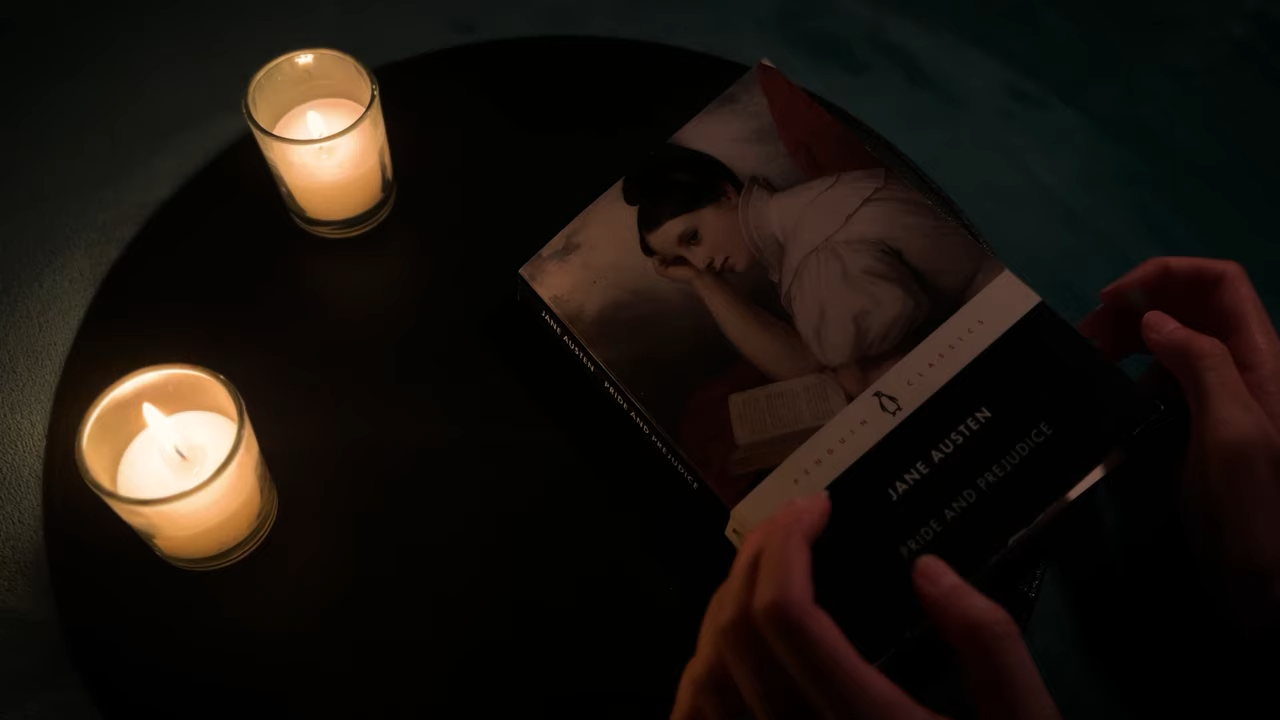 JANE AUSTEN PRIDE AND PREJUDICE
PENGUIN CLASSICS
JANE AUSTEN
PRIDE AND PREJUDICE